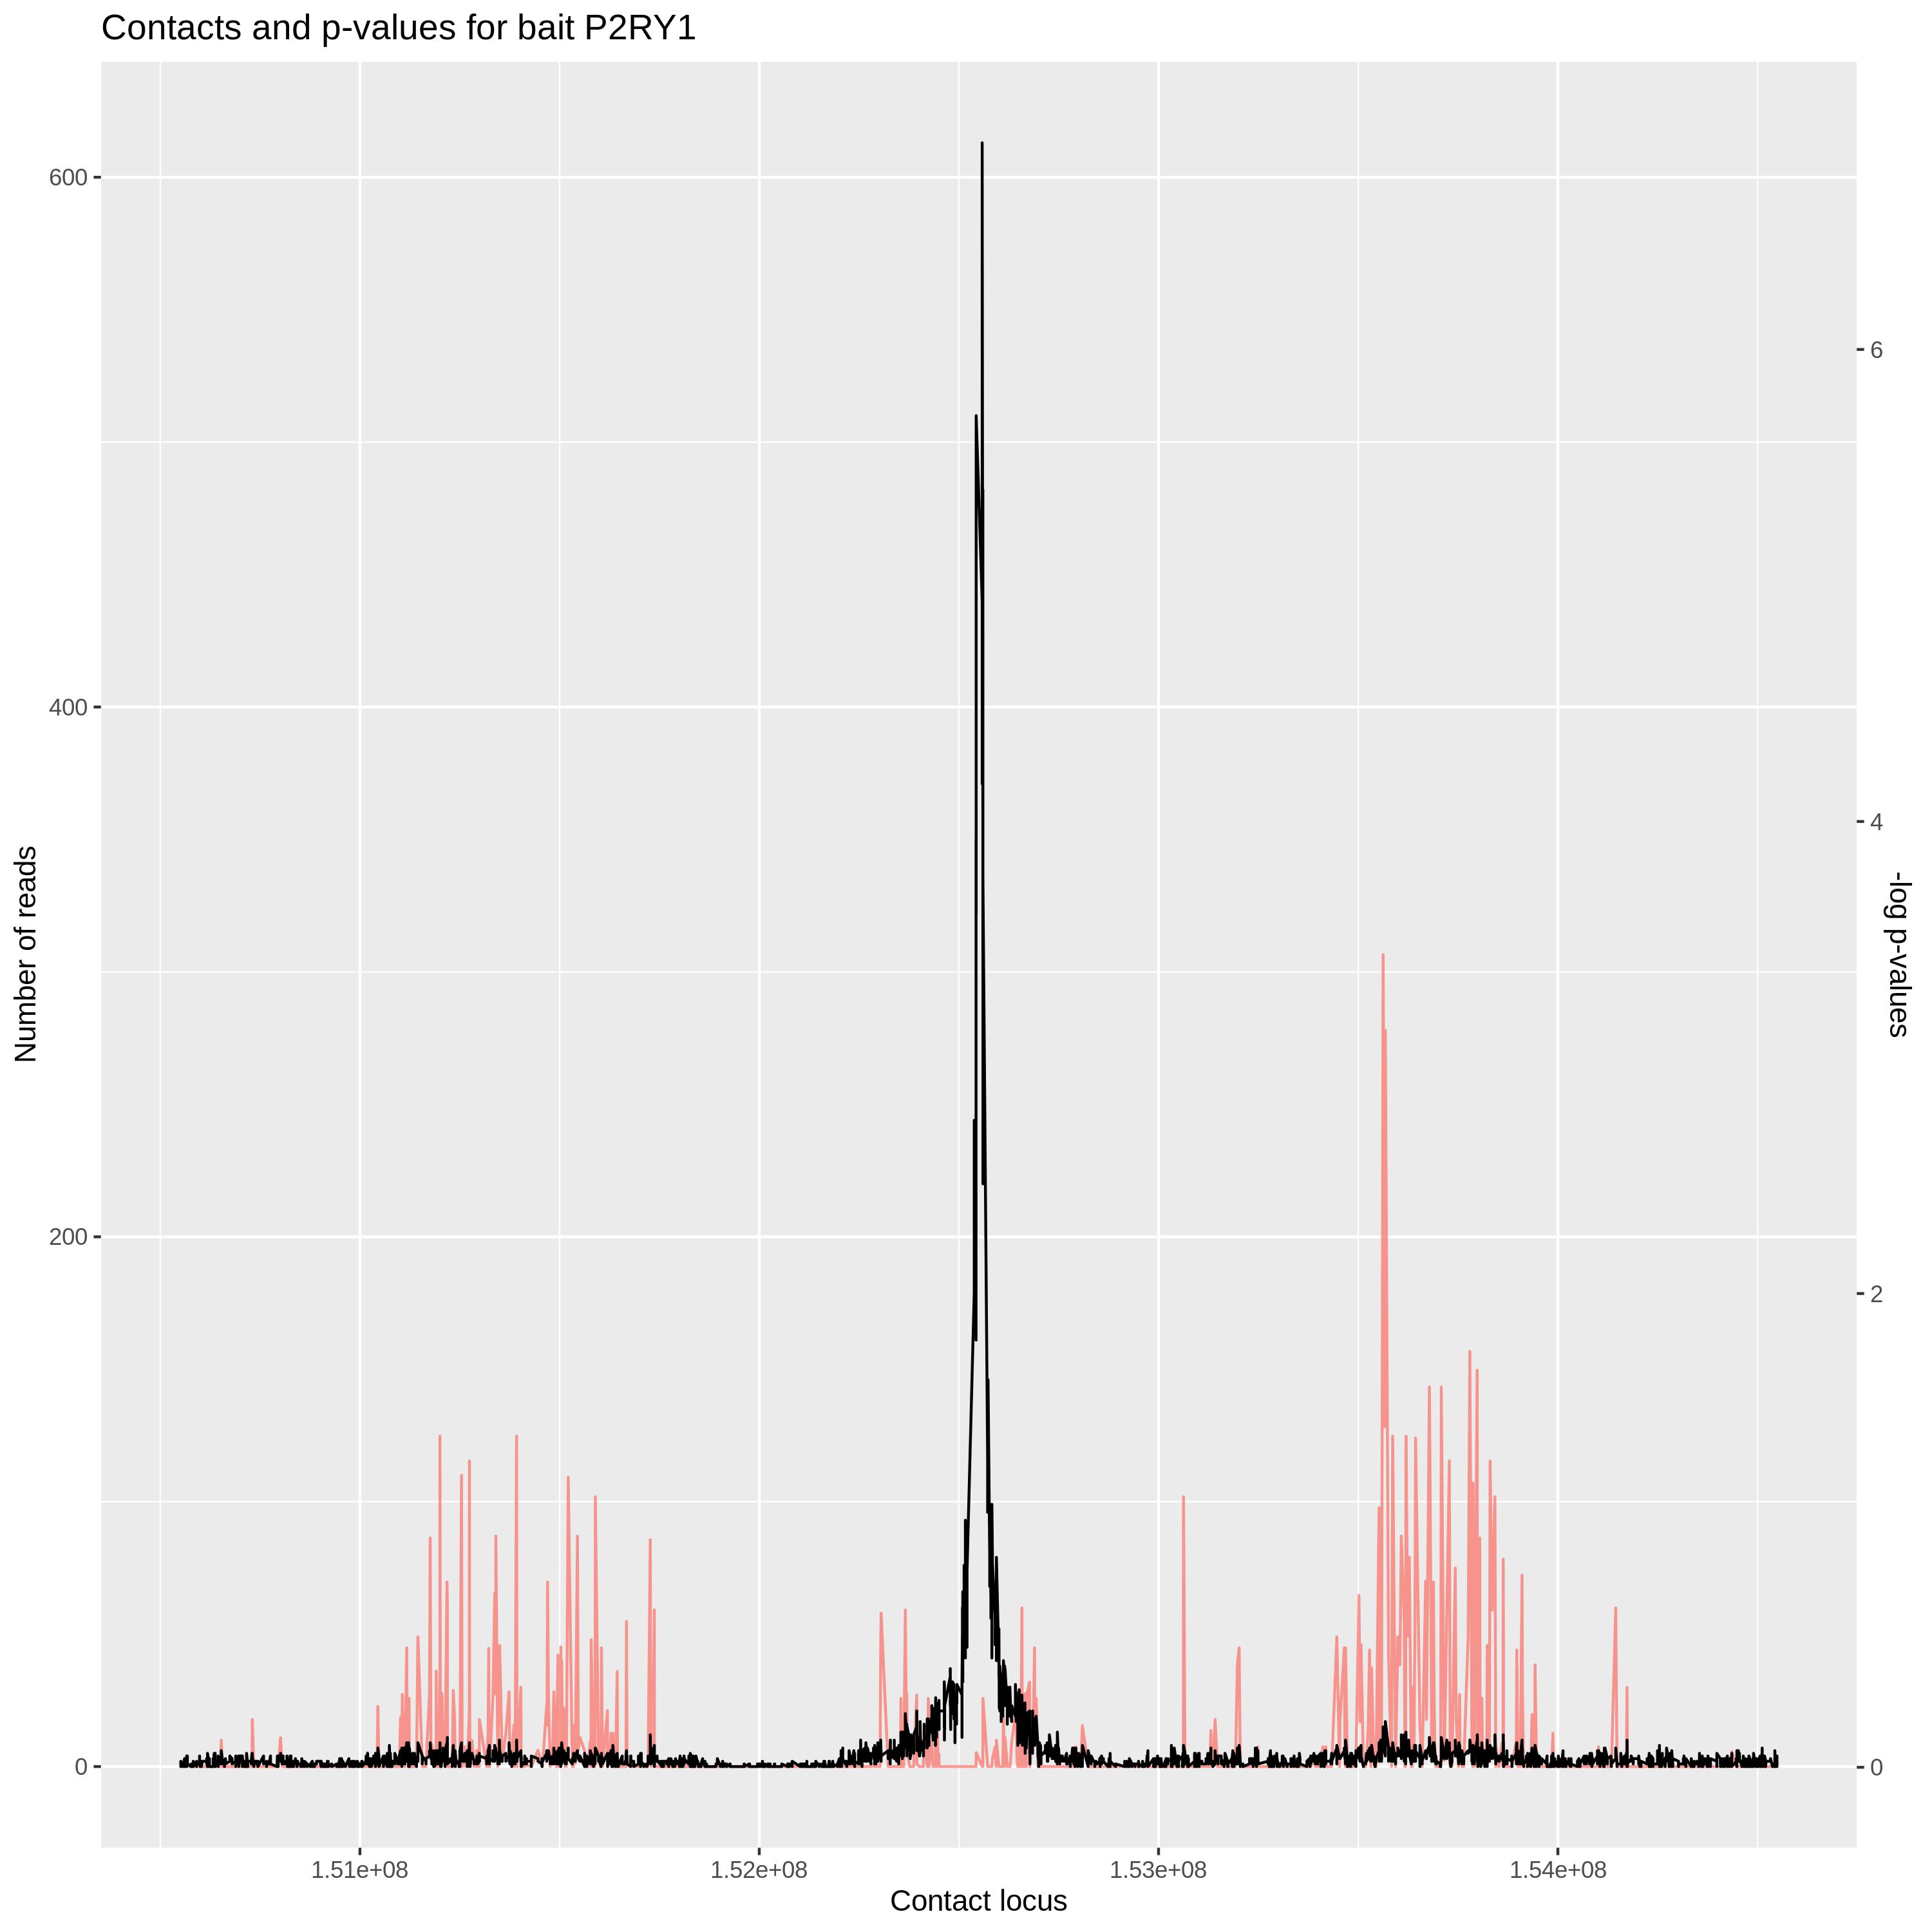 Contacts and p-values for bait P2RY1
600
400
200
0
Number of reads
6
4
2
0
-log p-values
1.51e+08
1.52e+08
1.53e+08
1.54e+08
Contact locus